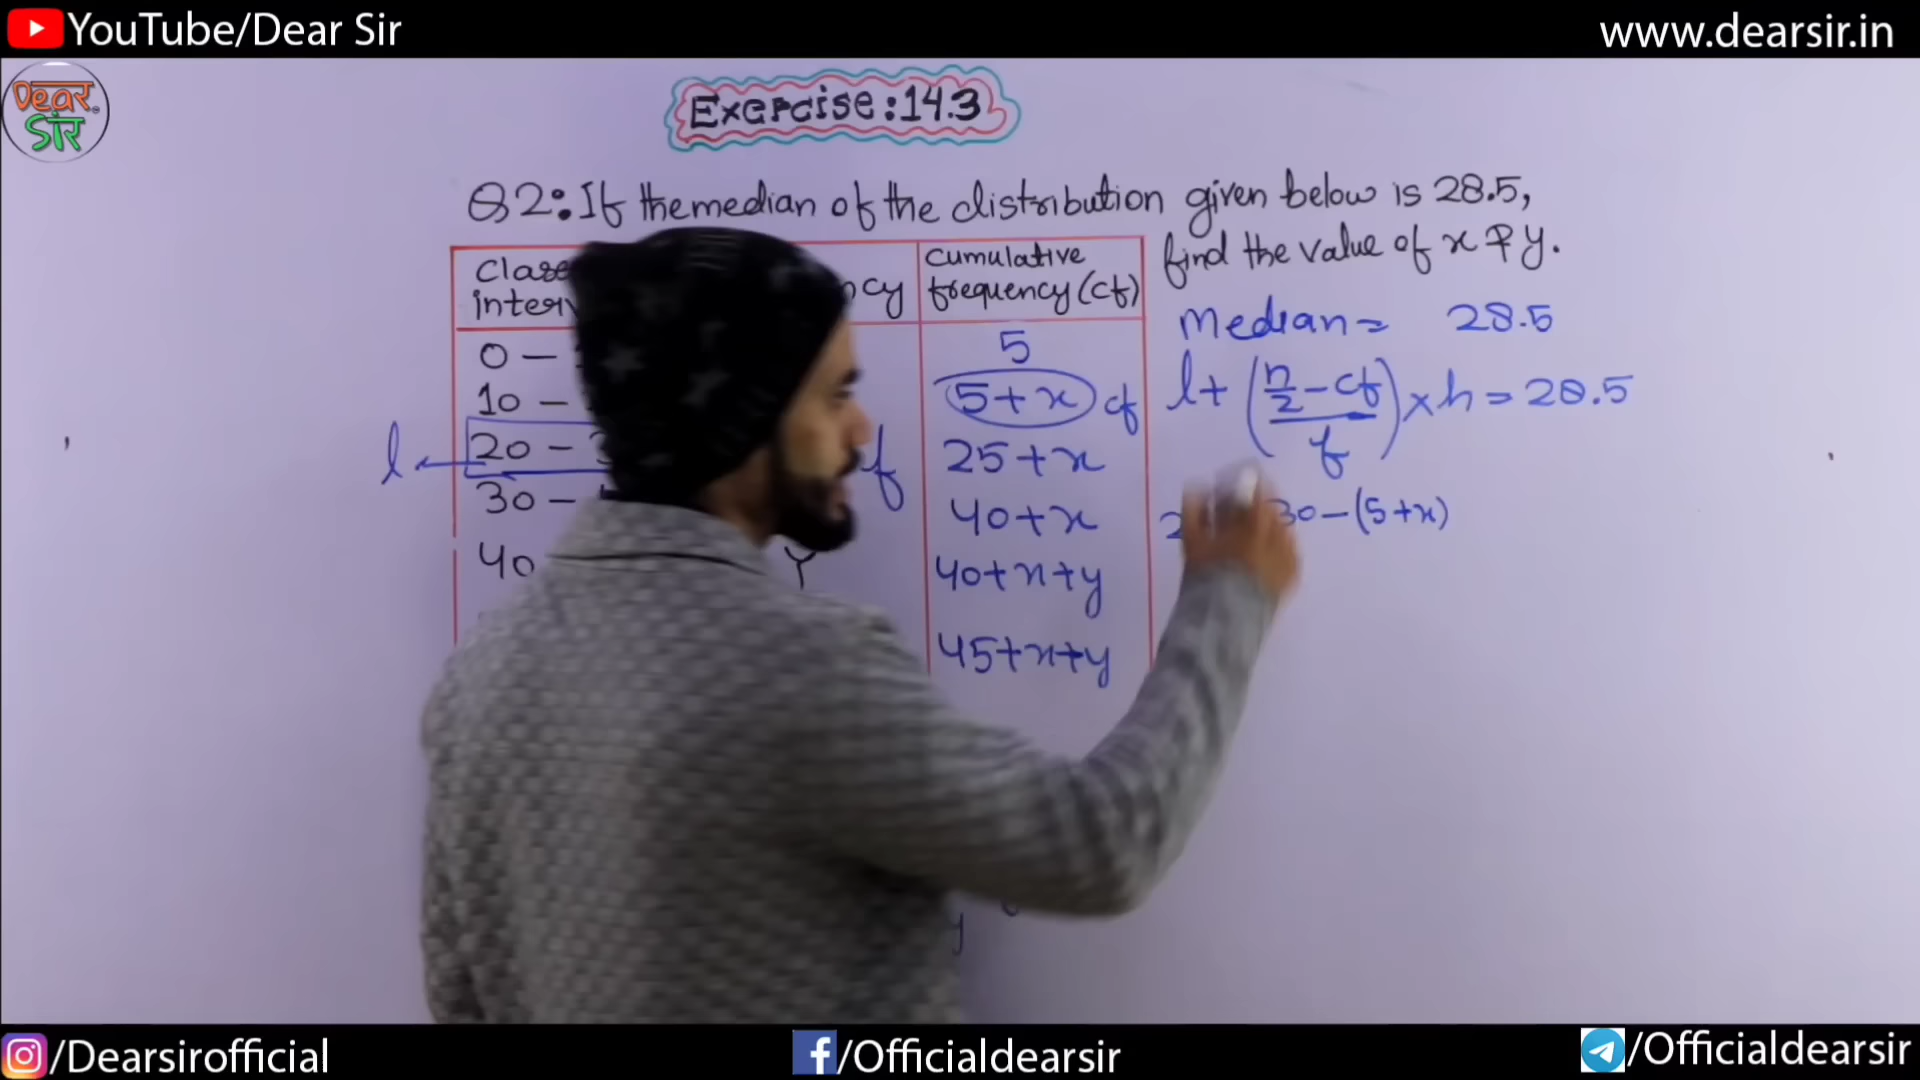 YouTube/Dear Sir
www.dearsir.in
Dear
सर
Exercise:14.3
Q2: If the median of the distribution given below is 28.5,
find the value of x & y.
Class
cumulative
frequency (cf)
0 —
5
10 —
5+x cf
l
20 —
f
25+x
30 —
40+x
40
Y
40+x+y
45+x+y
Median = 28.5
l + (n/2 - cf / f) × h = 28.5
30-(5+x)
/Dearsirofficial
/Officialdearsir
/Officialdearsir